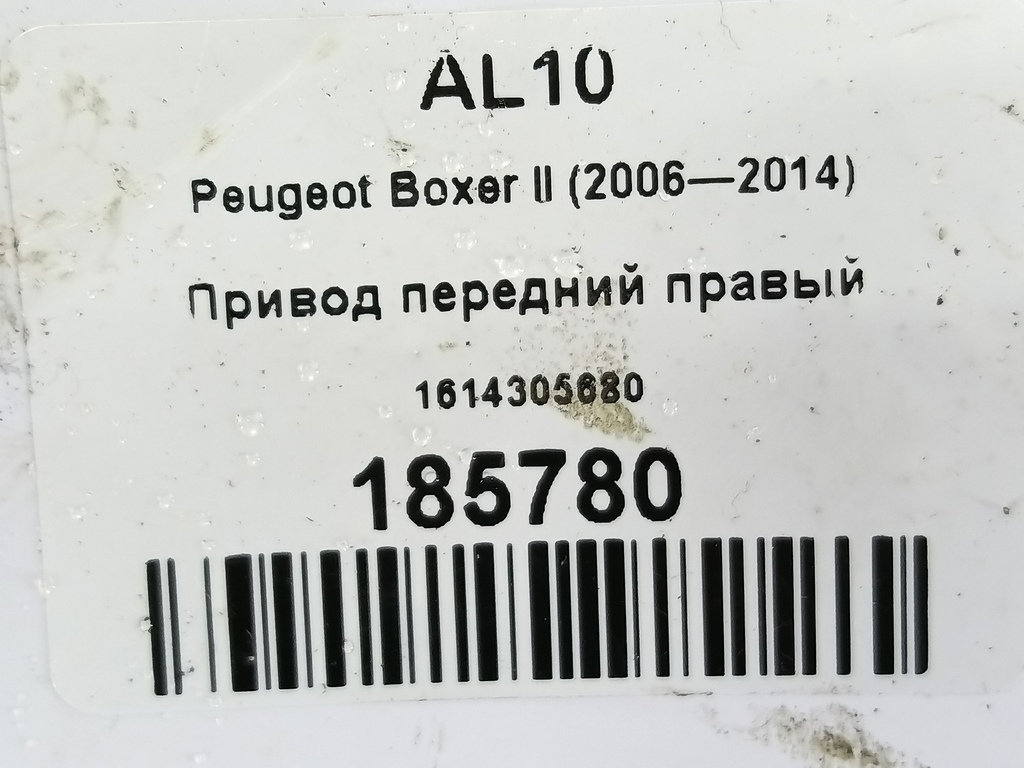 AL10
Peugeot Boxer II (2006—2014)
Привод передний правый
1614305680
185780